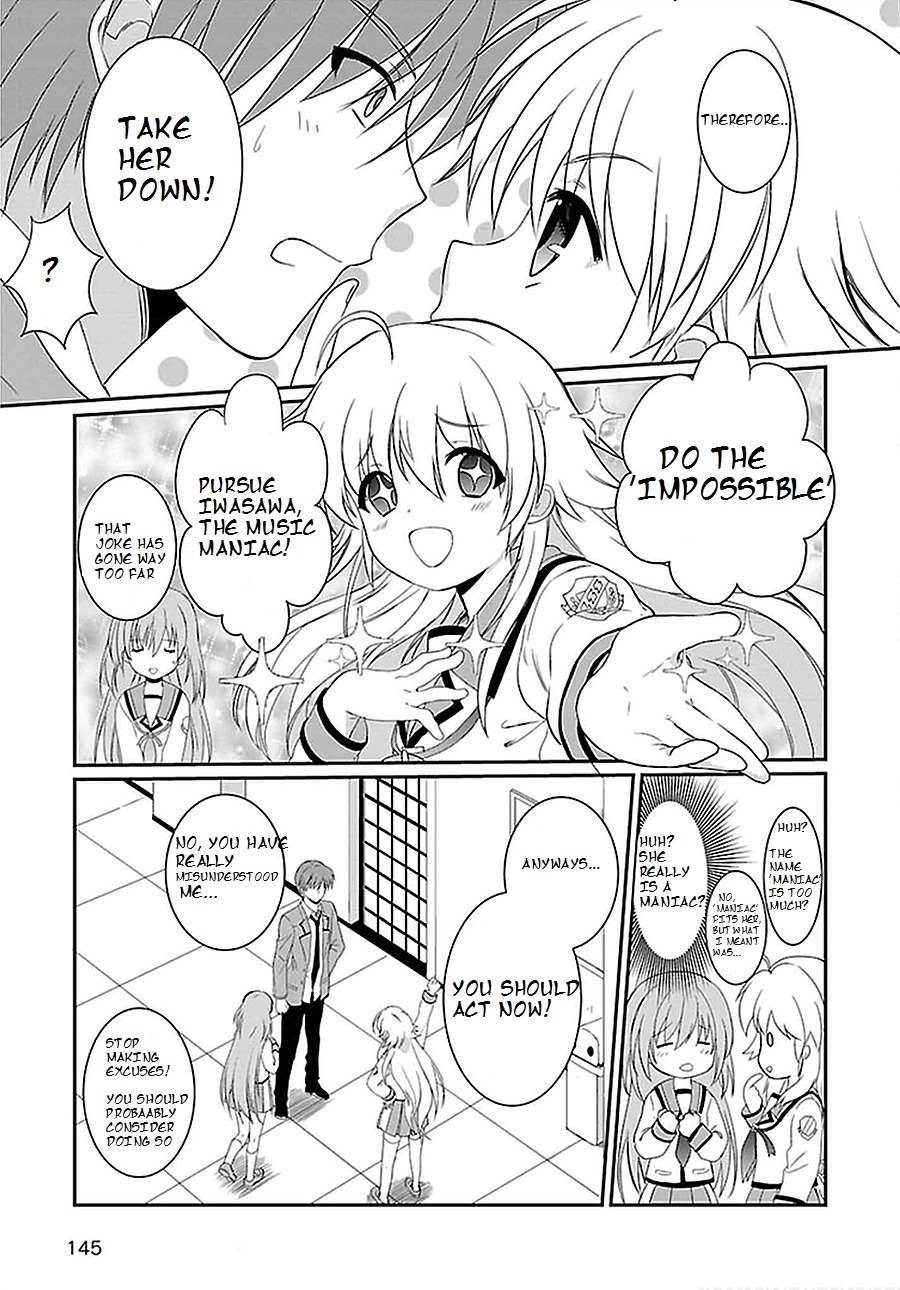 THEREFORE..
TAKE
HER
DOWN!
?
DO THE
'IMPOSSIBLE'
PURSUE
IWASAWA,
THE MUSIC
MANIAC!
THAT
JOKE HAS
GONE WAY
TOO FAR
HUH?
THE
NAME
'MANIAC'
IS TOO
MUCH?
NO,
'MANIAC'
FITS HER,
BUT WHAT
I MEANT
WAS...
HUH?
SHE
REALLY
IS A
MANIAC?
ANYWAYS...
YOU SHOULD
ACT NOW!
NO, YOU HAVE
REALLY
MISUNDERSTOOD
ME...
STOP
MAKING
EXCUSES!
YOU SHOULD
PROBAABLY
CONSIDER
DOING SO
145